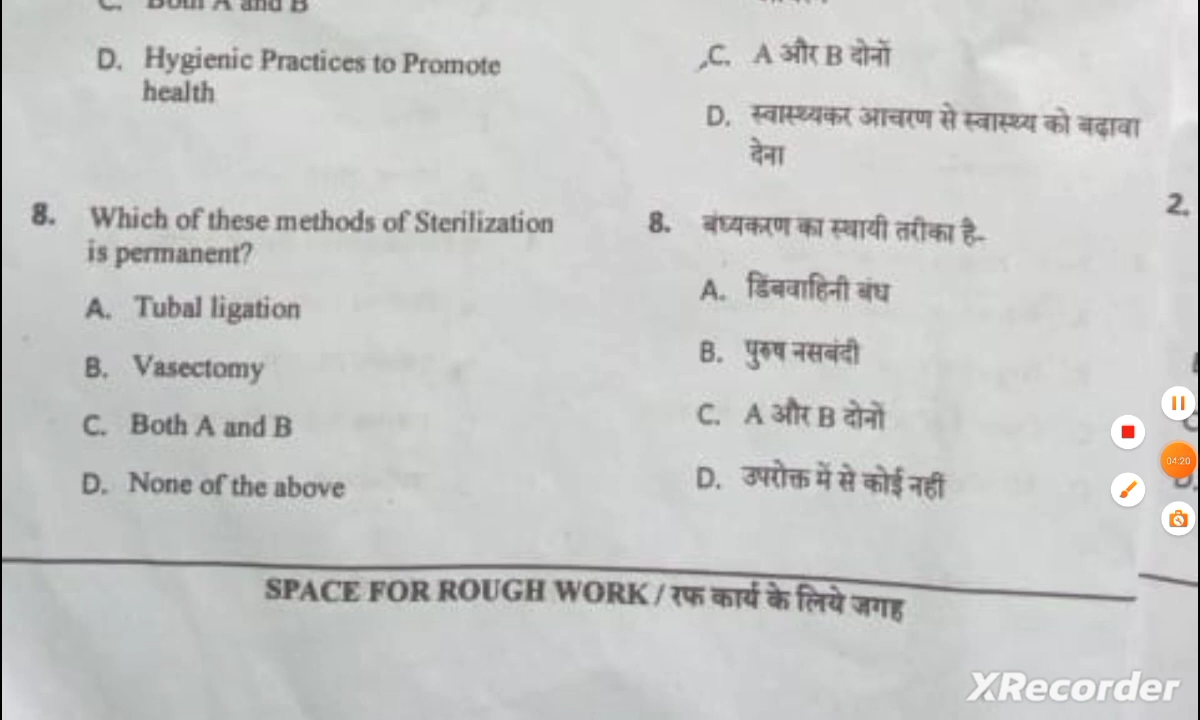 C. Both A and B
D. Hygienic Practices to Promote
health
8. Which of these methods of Sterilization
is permanent?
A. Tubal ligation
B. Vasectomy
C. Both A and B
D. None of the above
C. A और B दोनों
D. स्वास्थ्यकर आचरण से स्वास्थ्य को बढ़ावा
देना
8. बंध्यकरण का स्थायी तरीका है-
A. डिंबवाहिनी बंध
B. पुरुष नसबंदी
C. A और B दोनों
D. उपरोक्त में से कोई नहीं
2.
04:20
SPACE FOR ROUGH WORK / रफ कार्य के लिये जगह
XRecorder